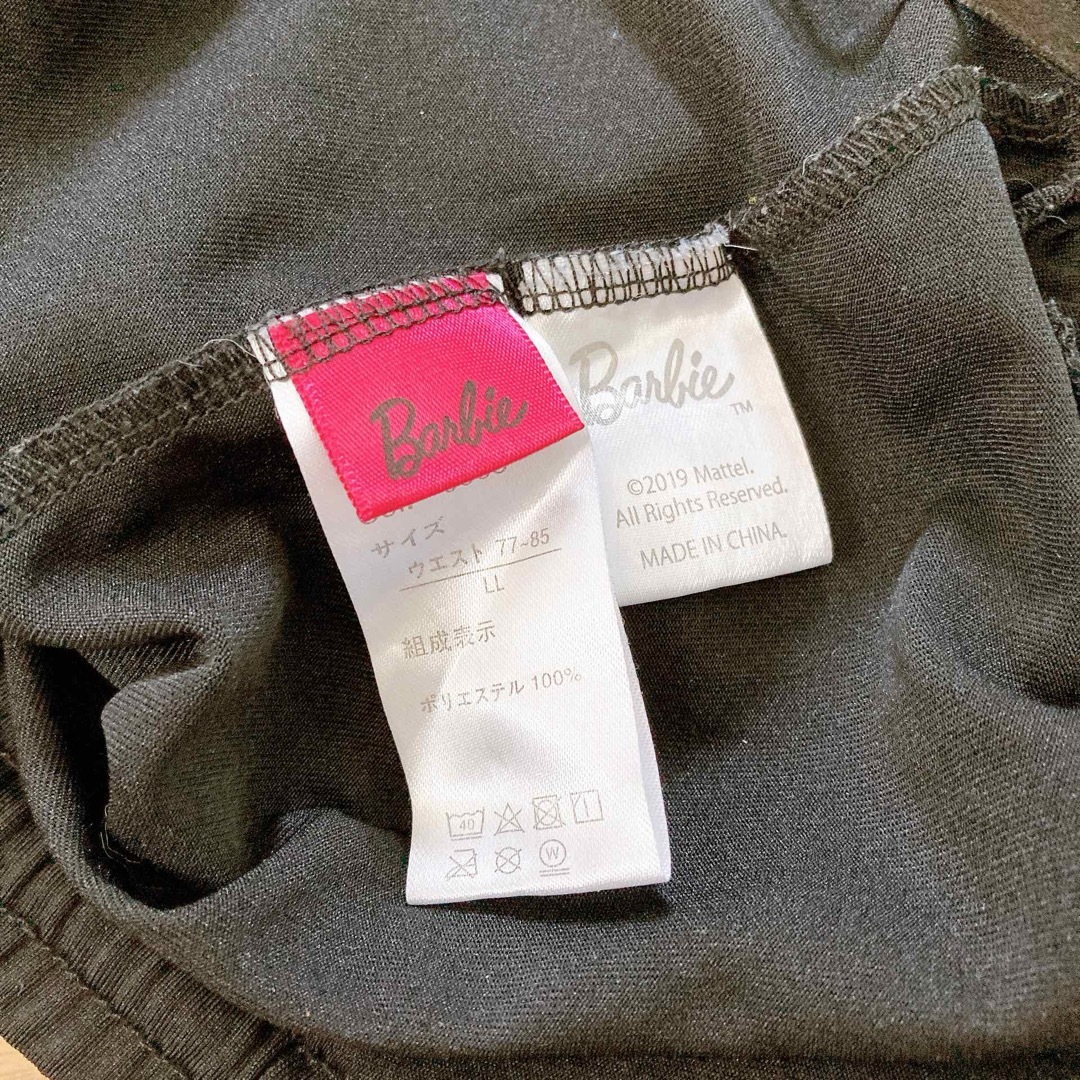 Barbie
サイズ
ウエスト 77~85
LL
組成表示
ポリエステル 100%
40
W
Barbie
TM
©2019 Mattel.
All Rights Reserved.
MADE IN CHINA.